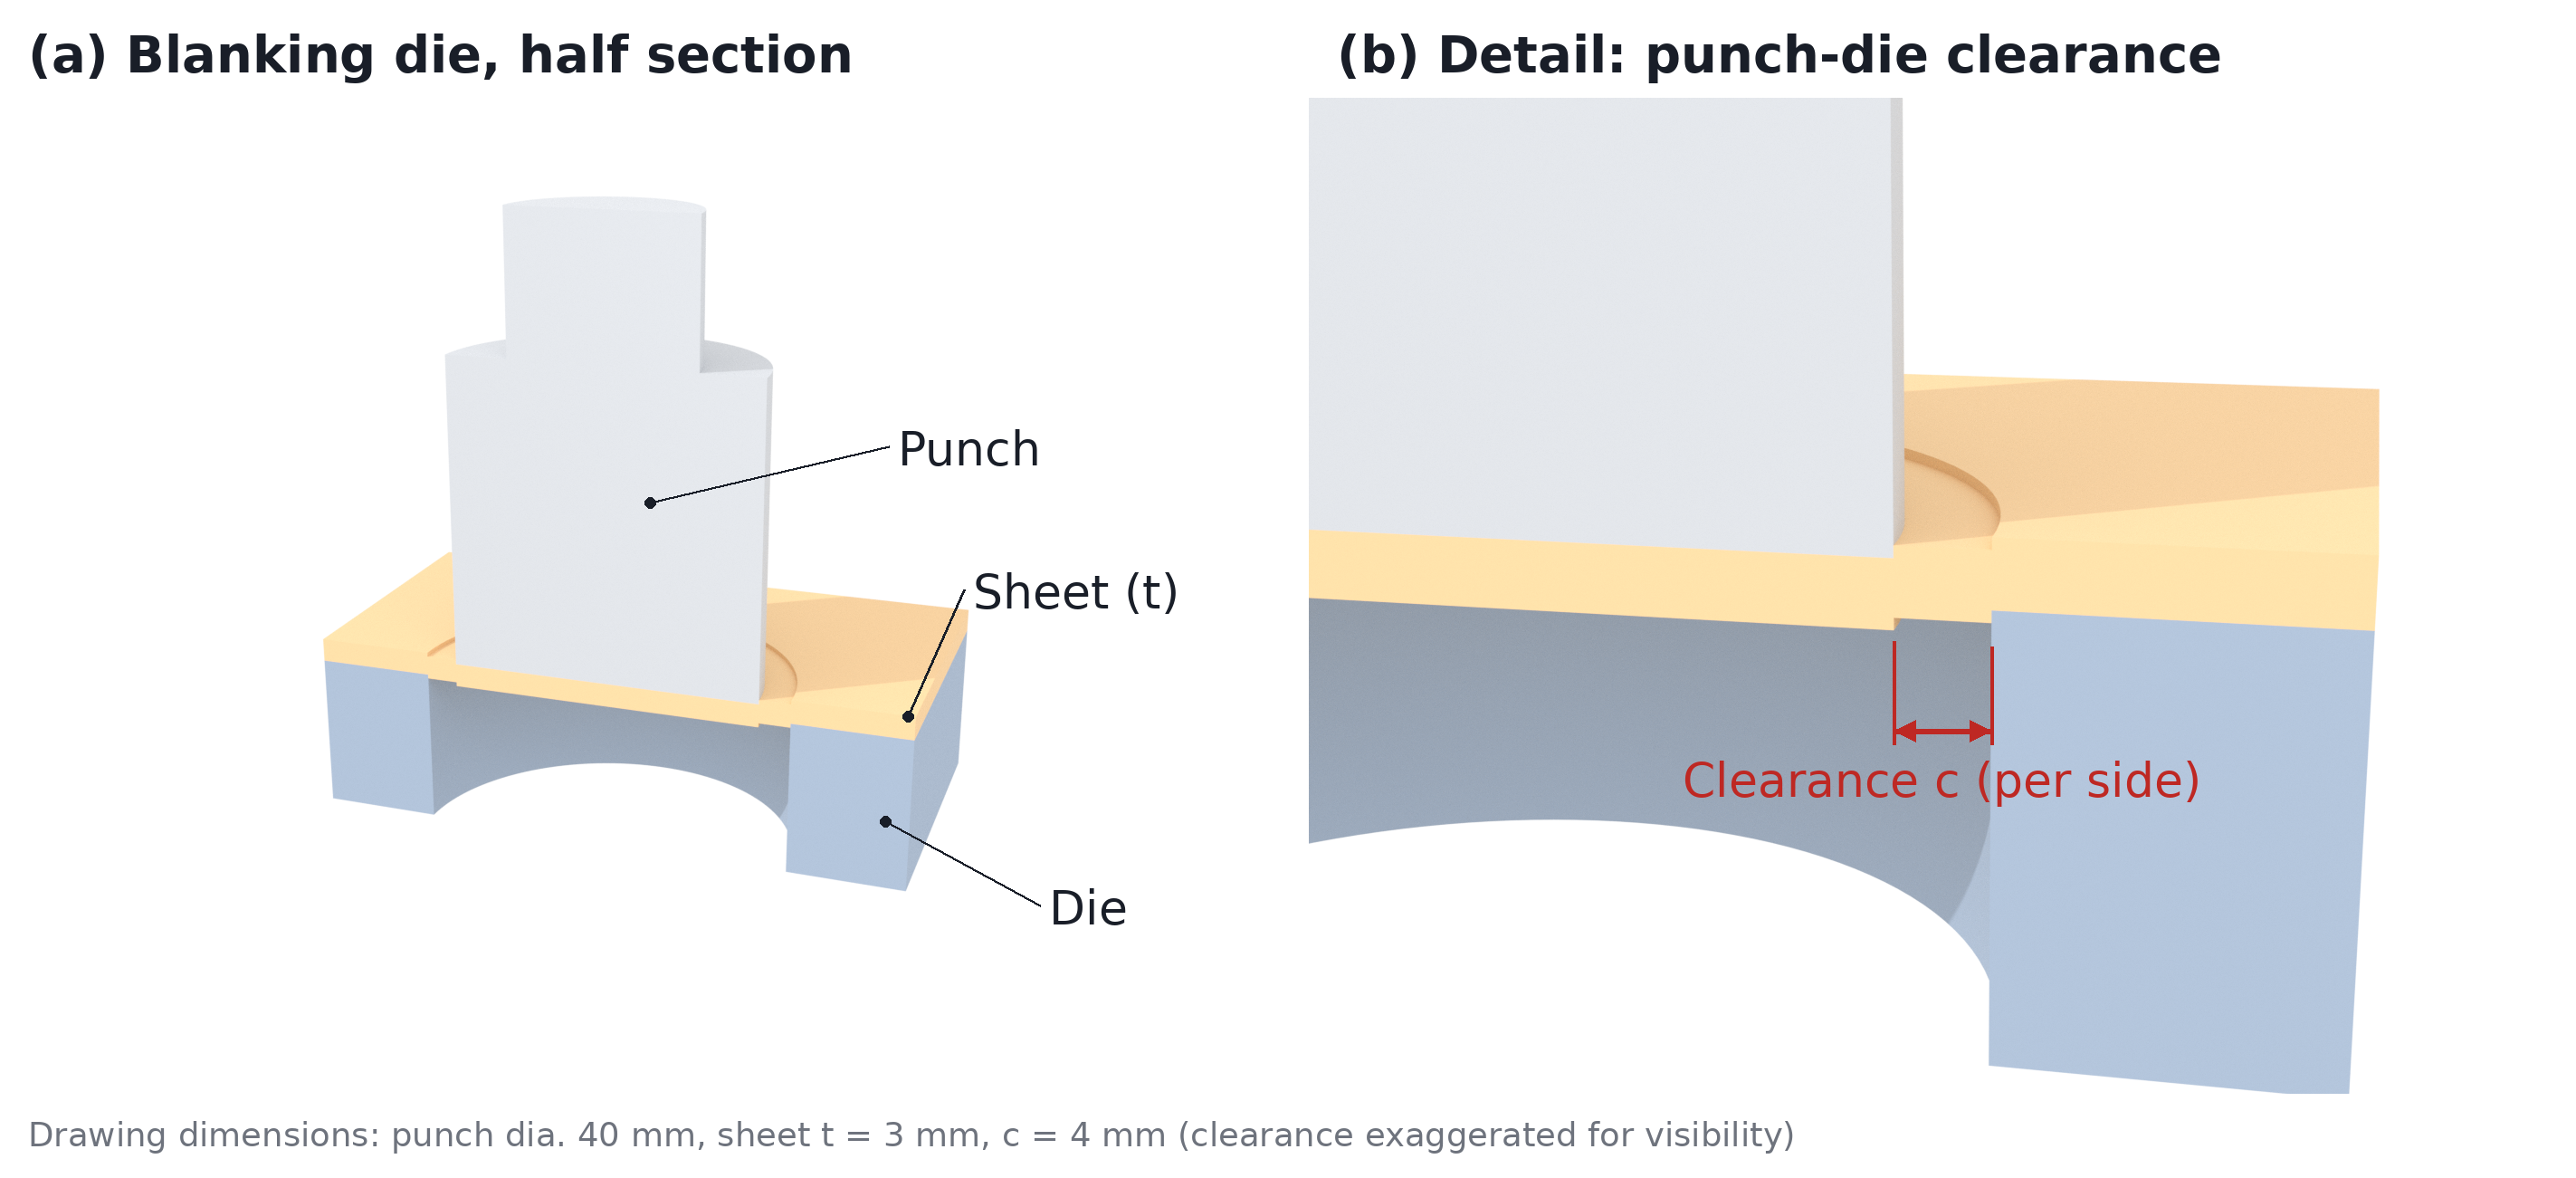 (a) Blanking die, half section
(b) Detail: punch-die clearance
Punch
Sheet (t)
Die
Clearance c (per side)
Drawing dimensions: punch dia. 40 mm, sheet t = 3 mm, c = 4 mm (clearance exaggerated for visibility)